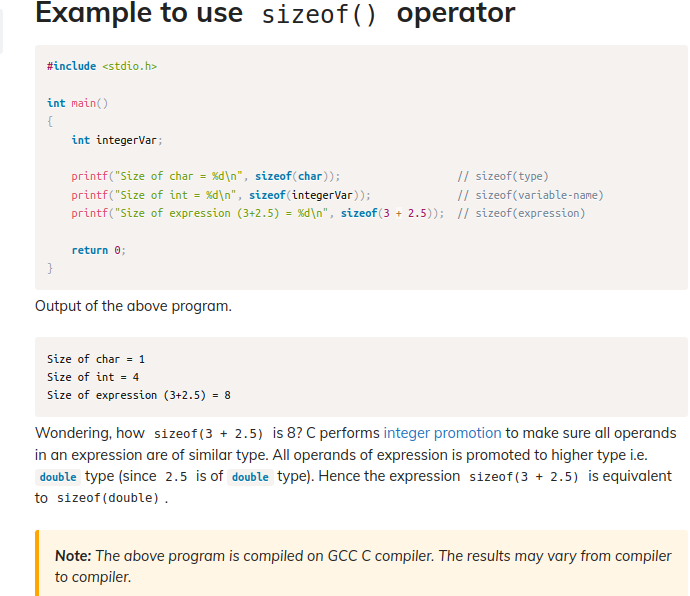 Example to use sizeof() operator
#include <stdio.h>
int main()
{
    int integerVar;
    printf("Size of char = %d\n", sizeof(char));                   // sizeof(type)
    printf("Size of int = %d\n", sizeof(integerVar));              // sizeof(variable-name)
    printf("Size of expression (3+2.5) = %d\n", sizeof(3 + 2.5));  // sizeof(expression)
    return 0;
}
Output of the above program.
Size of char = 1
Size of int = 4
Size of expression (3+2.5) = 8
Wondering, how sizeof(3 + 2.5) is 8? C performs integer promotion to make sure all operands
in an expression are of similar type. All operands of expression is promoted to higher type i.e.
double type (since 2.5 is of double type). Hence the expression sizeof(3 + 2.5) is equivalent
to sizeof(double) .
Note: The above program is compiled on GCC C compiler. The results may vary from compiler
to compiler.